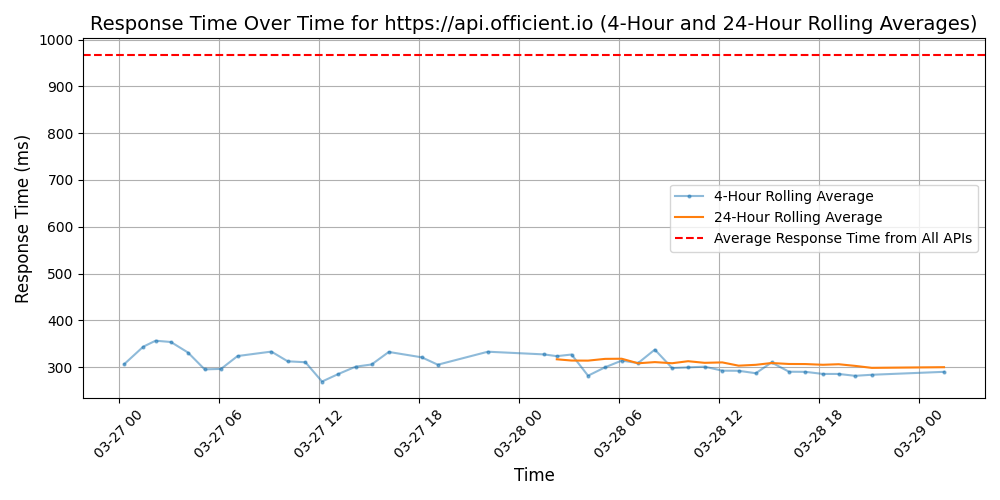 Response Time Over Time for https://api.officient.io (4-Hour and 24-Hour Rolling Averages)
Response Time (ms)
1000
900
800
700
600
500
400
300
4-Hour Rolling Average
24-Hour Rolling Average
Average Response Time from All APIs
03-27 00
03-27 06
03-27 12
03-27 18
03-28 00
03-28 06
03-28 12
03-28 18
03-29 00
Time